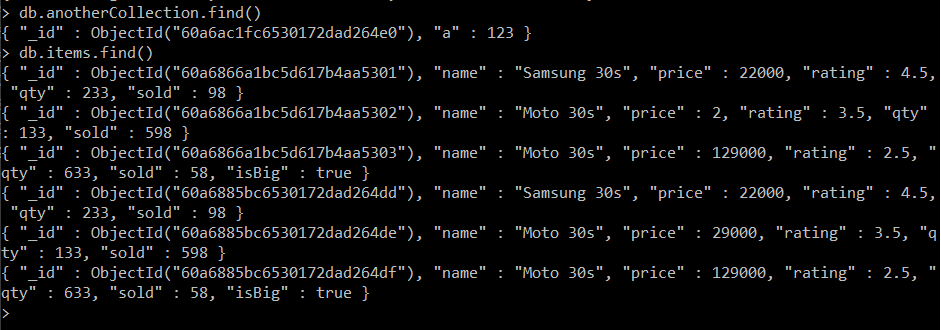 > db.anotherCollection.find()
{ "_id" : ObjectId("60a6ac1fc6530172dad264e0"), "a" : 123 }
> db.items.find()
{ "_id" : ObjectId("60a6866a1bc5d617b4aa5301"), "name" : "Samsung 30s", "price" : 22000, "rating" : 4.5,
 "qty" : 233, "sold" : 98 }
{ "_id" : ObjectId("60a6866a1bc5d617b4aa5302"), "name" : "Moto 30s", "price" : 2, "rating" : 3.5, "qty"
: 133, "sold" : 598 }
{ "_id" : ObjectId("60a6866a1bc5d617b4aa5303"), "name" : "Moto 30s", "price" : 129000, "rating" : 2.5, "
qty" : 633, "sold" : 58, "isBig" : true }
{ "_id" : ObjectId("60a6885bc6530172dad264dd"), "name" : "Samsung 30s", "price" : 22000, "rating" : 4.5,
 "qty" : 233, "sold" : 98 }
{ "_id" : ObjectId("60a6885bc6530172dad264de"), "name" : "Moto 30s", "price" : 29000, "rating" : 3.5, "q
ty" : 133, "sold" : 598 }
{ "_id" : ObjectId("60a6885bc6530172dad264df"), "name" : "Moto 30s", "price" : 129000, "rating" : 2.5, "
qty" : 633, "sold" : 58, "isBig" : true }
>